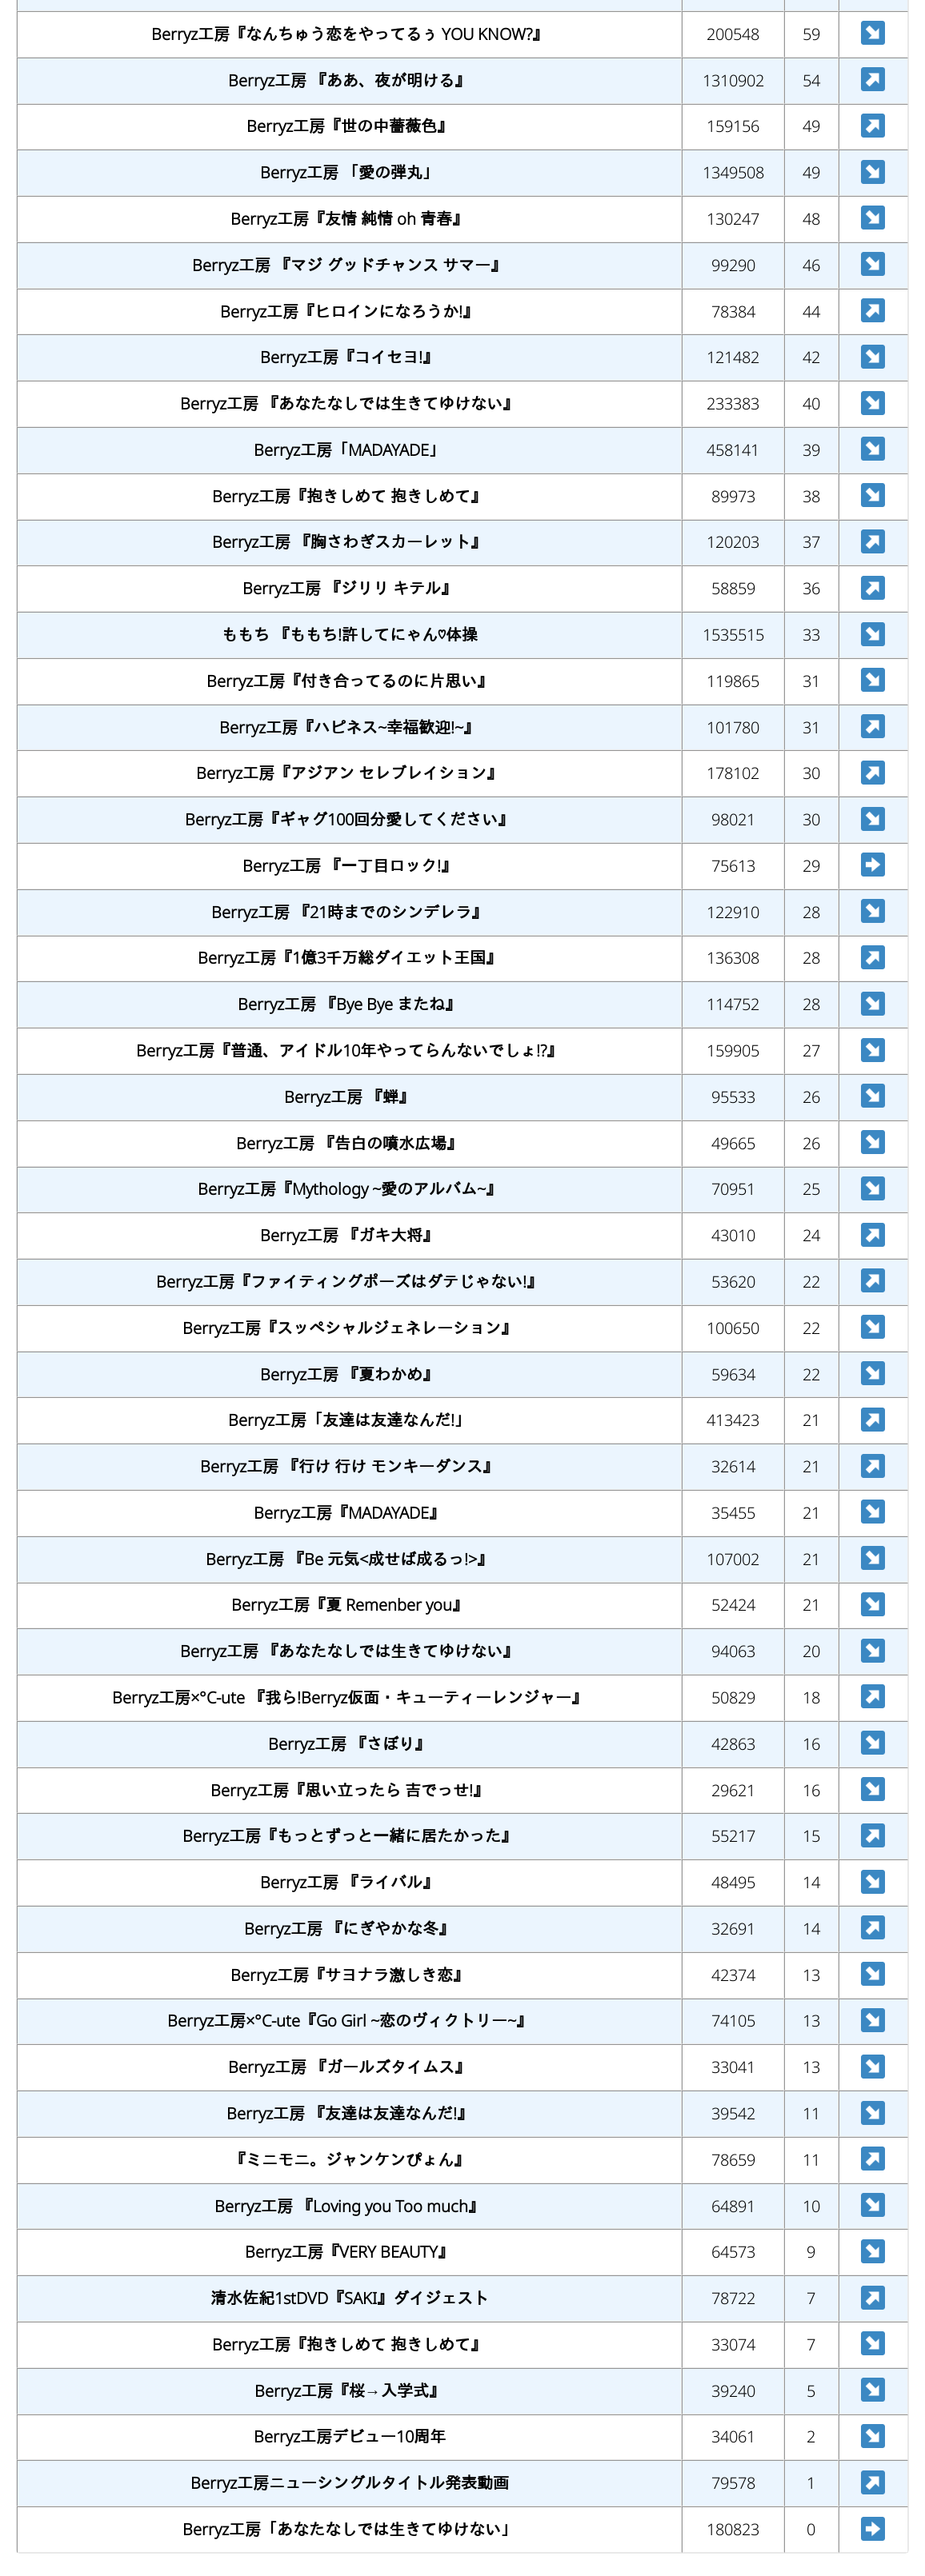 Berryz工房『なんちゅう恋をやってるぅ YOU KNOW?』 200548 59 ↘
Berryz工房 『ああ、夜が明ける』 1310902 54 ↗
Berryz工房『世の中薔薇色』 159156 49 ↗
Berryz工房 「愛の弾丸」 1349508 49 ↘
Berryz工房『友情 純情 oh 青春』 130247 48 ↘
Berryz工房 『マジ グッドチャンス サマー』 99290 46 ↘
Berryz工房『ヒロインになろうか!』 78384 44 ↗
Berryz工房『コイセヨ!』 121482 42 ↘
Berryz工房 『あなたなしでは生きてゆけない』 233383 40 ↘
Berryz工房「MADAYADE」 458141 39 ↘
Berryz工房『抱きしめて 抱きしめて』 89973 38 ↘
Berryz工房 『胸さわぎスカーレット』 120203 37 ↗
Berryz工房 『ジリリ キテル』 58859 36 ↗
ももち 『ももち!許してにゃん♡体操 1535515 33 ↘
Berryz工房『付き合ってるのに片思い』 119865 31 ↘
Berryz工房『ハピネス~幸福歓迎!~』 101780 31 ↗
Berryz工房『アジアン セレブレイション』 178102 30 ↗
Berryz工房『ギャグ100回分愛してください』 98021 30 ↘
Berryz工房 『一丁目ロック!』 75613 29 ➡
Berryz工房 『21時までのシンデレラ』 122910 28 ↘
Berryz工房『1億3千万総ダイエット王国』 136308 28 ↗
Berryz工房 『Bye Bye またね』 114752 28 ↘
Berryz工房『普通、アイドル10年やってらんないでしょ!?』 159905 27 ↘
Berryz工房 『蝉』 95533 26 ↘
Berryz工房 『告白の噴水広場』 49665 26 ↘
Berryz工房『Mythology ~愛のアルバム~』 70951 25 ↘
Berryz工房 『ガキ大将』 43010 24 ↗
Berryz工房『ファイティングポーズはダテじゃない!』 53620 22 ↗
Berryz工房『スッペシャルジェネレーション』 100650 22 ↘
Berryz工房 『夏わかめ』 59634 22 ↘
Berryz工房「友達は友達なんだ!」 413423 21 ↗
Berryz工房 『行け 行け モンキーダンス』 32614 21 ↗
Berryz工房『MADAYADE』 35455 21 ↘
Berryz工房 『Be 元気<成せば成るっ!>』 107002 21 ↘
Berryz工房『夏 Remenber you』 52424 21 ↘
Berryz工房 『あなたなしでは生きてゆけない』 94063 20 ↘
Berryz工房×°C-ute 『我ら!Berryz仮面・キューティーレンジャー』 50829 18 ↗
Berryz工房 『さぼり』 42863 16 ↘
Berryz工房『思い立ったら 吉でっせ!』 29621 16 ↘
Berryz工房『もっとずっと一緒に居たかった』 55217 15 ↗
Berryz工房 『ライバル』 48495 14 ↘
Berryz工房 『にぎやかな冬』 32691 14 ↗
Berryz工房『サヨナラ激しき恋』 42374 13 ↘
Berryz工房×°C-ute『Go Girl ~恋のヴィクトリー~』 74105 13 ↘
Berryz工房 『ガールズタイムス』 33041 13 ↘
Berryz工房 『友達は友達なんだ!』 39542 11 ↘
『ミニモニ。ジャンケンぴょん』 78659 11 ↗
Berryz工房 『Loving you Too much』 64891 10 ↘
Berryz工房『VERY BEAUTY』 64573 9 ↘
清水佐紀1stDVD『SAKI』ダイジェスト 78722 7 ↗
Berryz工房『抱きしめて 抱きしめて』 33074 7 ↘
Berryz工房『桜→入学式』 39240 5 ↘
Berryz工房デビュー10周年 34061 2 ↘
Berryz工房ニューシングルタイトル発表動画 79578 1 ↗
Berryz工房「あなたなしでは生きてゆけない」 180823 0 ➡